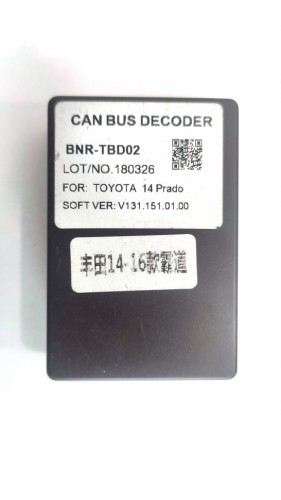 CAN BUS DECODER
BNR-TBD02
LOT/NO.180326
FOR: TOYOTA 14 Prado
SOFT VER: V131.151.01.00
丰田14-16款霸道